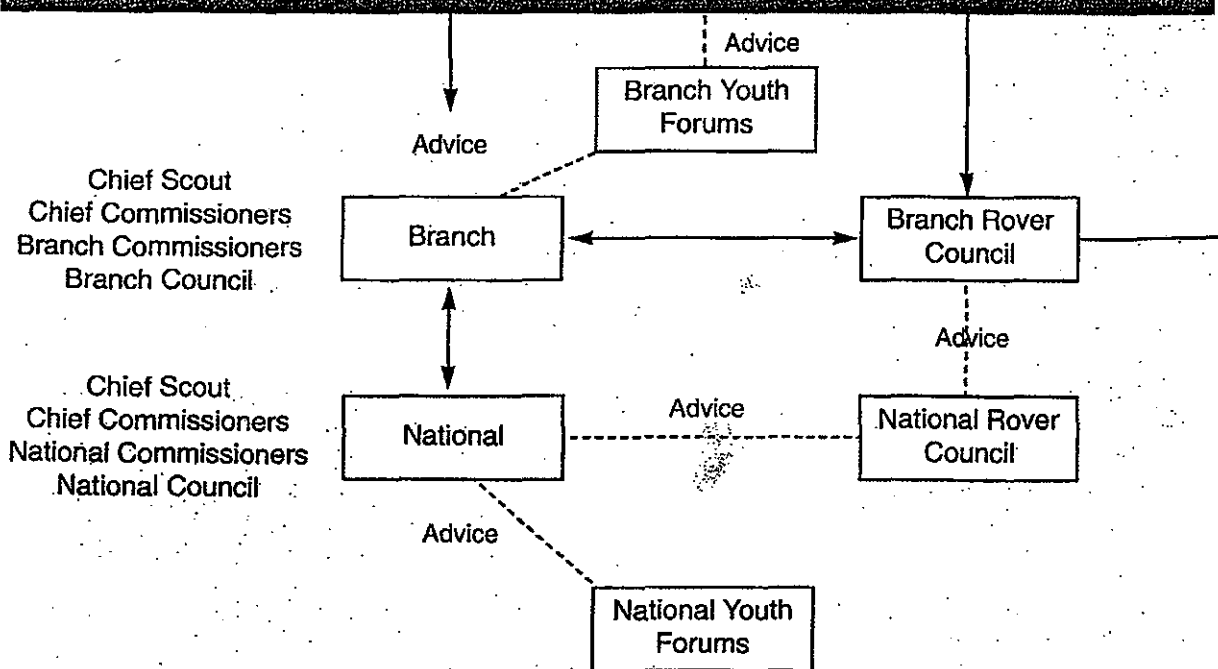 Advice
Branch Youth
Forums
Advice
Chief Scout
Chief Commissioners
Branch Commissioners
Branch Council
Branch
Branch Rover
Council
Advice
Chief Scout
Chief Commissioners
National Commissioners
National Council
National
Advice
National Rover
Council
Advice
National Youth
Forums